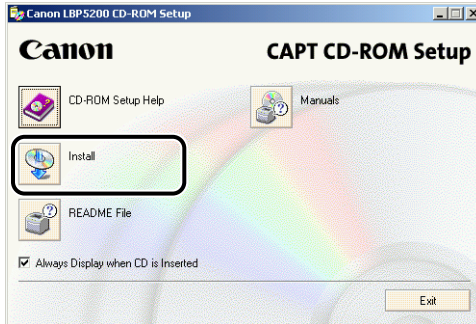 Canon LBP5200 CD-ROM Setup
Canon
CAPT CD-ROM Setup
CD-ROM Setup Help
Manuals
Install
README File
Always Display when CD is Inserted
Exit